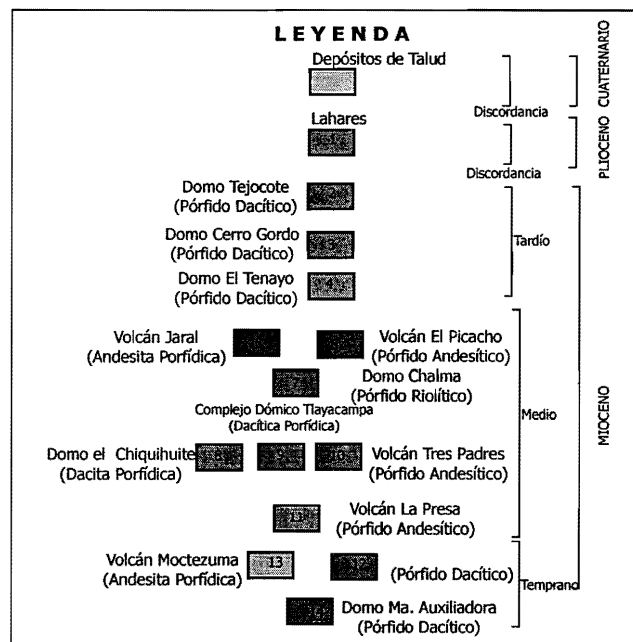 LEYENDA
Depósitos de Talud
Discordancia
CUATERNARIO
Lahares
PLIOCENO
Discordancia
Domo Tejocote
(Pórfido Dacítico)
Domo Cerro Gordo
(Pórfido Dacítico)
Tardío
Domo El Tenayo
(Pórfido Dacítico)
Volcán Jaral
(Andesita Porfídica)
Volcán El Picacho
(Pórfido Andesítico)
Domo Chalma
(Pórfido Riolítico)
Complejo Dómico Tlayacampa
(Dacítica Porfídica)
Medio
MIOCENO
Domo el Chiquihuite
(Dacita Porfídica)
Volcán Tres Padres
(Pórfido Andesítico)
Volcán La Presa
(Pórfido Andesítico)
Volcán Moctezuma
(Andesita Porfídica)
13
(Pórfido Dacítico)
Temprano
Domo Ma. Auxiliadora
(Pórfido Dacítico)